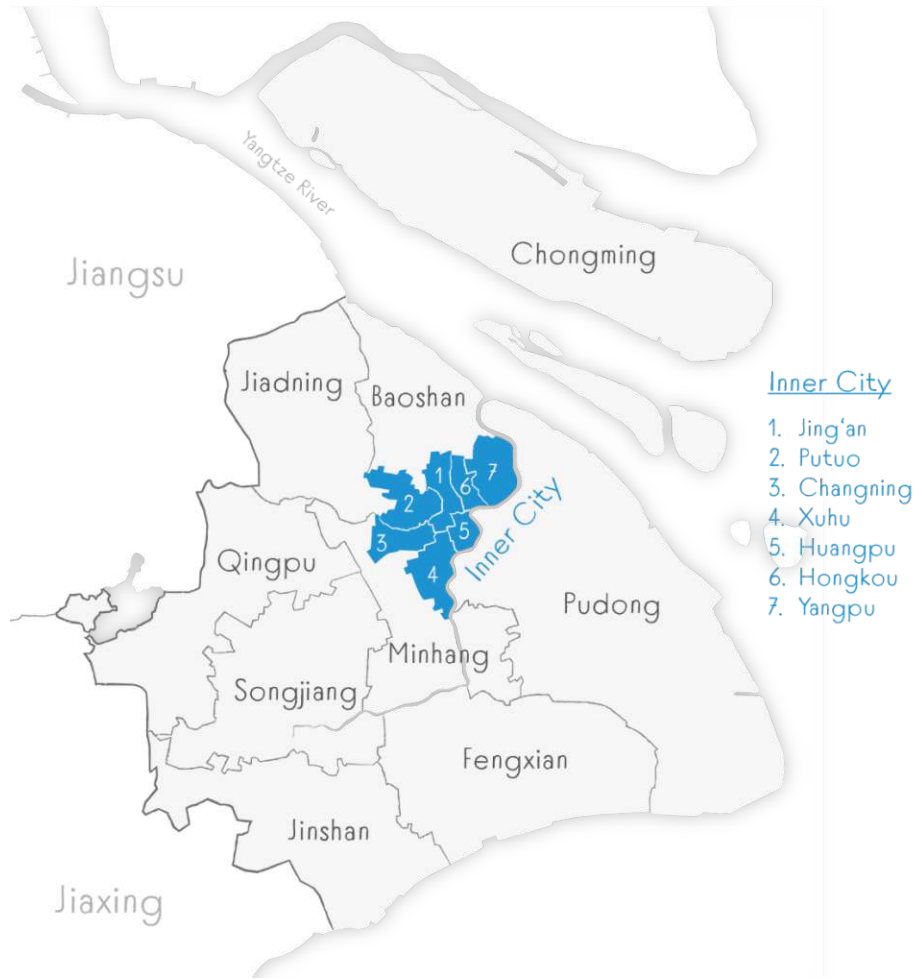 Yangtze River
Chongming
Jiangsu
Jiadning
Baoshan
Inner City
1. Jing'an
2. Putuo
3. Changning
4. Xuhu
5. Huangpu
6. Hongkou
7. Yangpu
1
2
3
4
5
6
7
Inner City
Qingpu
Pudong
Minhang
Songjiang
Fengxian
Jinshan
Jiaxing